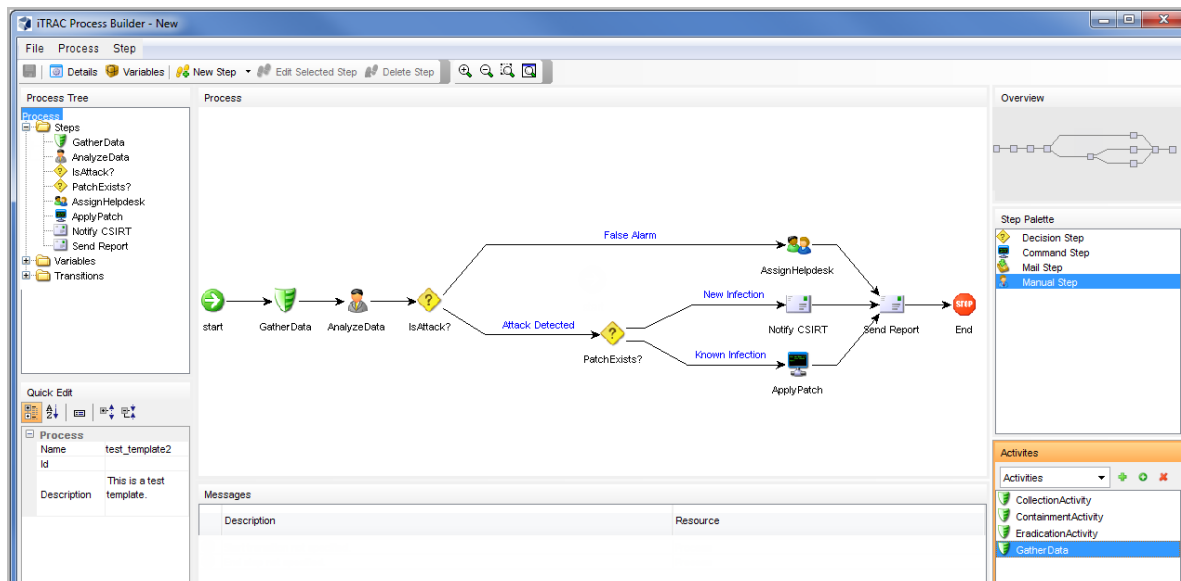 iTRAC Process Builder - New
File Process Step
Details Variables New Step Edit Selected Step Delete Step
Process Tree
Process
Steps
GatherData
AnalyzeData
IsAttack?
PatchExists?
AssignHelpdesk
ApplyPatch
Notify CSIRT
Send Report
Variables
Transitions
Quick Edit
Process
Name test_template2
Id
Description This is a test
template.
Process
False Alarm
AssignHelpdesk
start
GatherData
AnalyzeData
IsAttack?
Attack Detected
PatchExists?
New Infection
Notify CSIRT
Send Report
STOP
End
Known Infection
ApplyPatch
Messages
Description Resource
Overview
Step Palette
Decision Step
Command Step
Mail Step
Manual Step
Activites
Activities
CollectionActivity
ContainmentActivity
EradicationActivity
GatherData